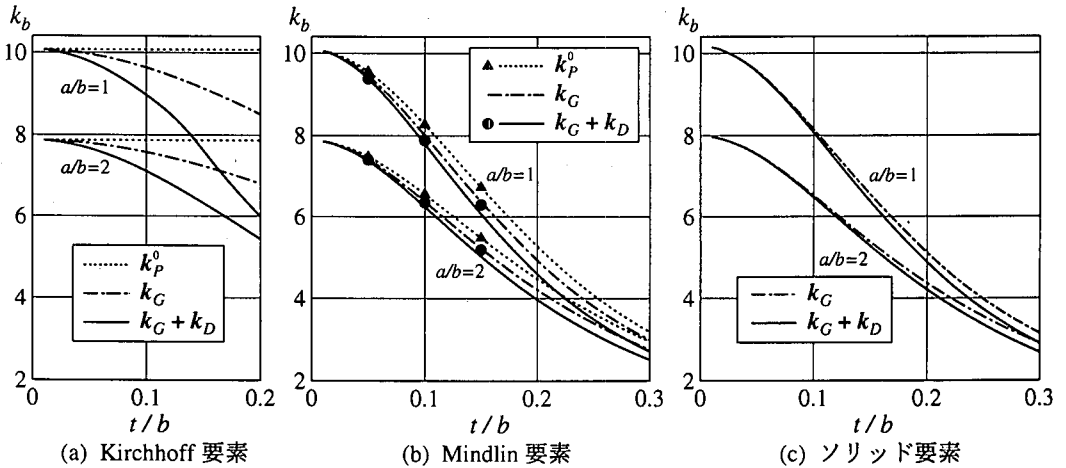 k_b
10
8
6
4
2
a/b=1
a/b=2
k_P^0
k_G
k_G + k_D
0
0.1
0.2
t / b
(a) Kirchhoff 要素
k_b
10
8
6
4
2
k_P^0
k_G
k_G + k_D
a/b=1
a/b=2
0
0.1
0.2
0.3
t / b
(b) Mindlin 要素
k_b
10
8
6
4
2
a/b=1
a/b=2
k_G
k_G + k_D
0
0.1
0.2
0.3
t / b
(c) ソリッド要素